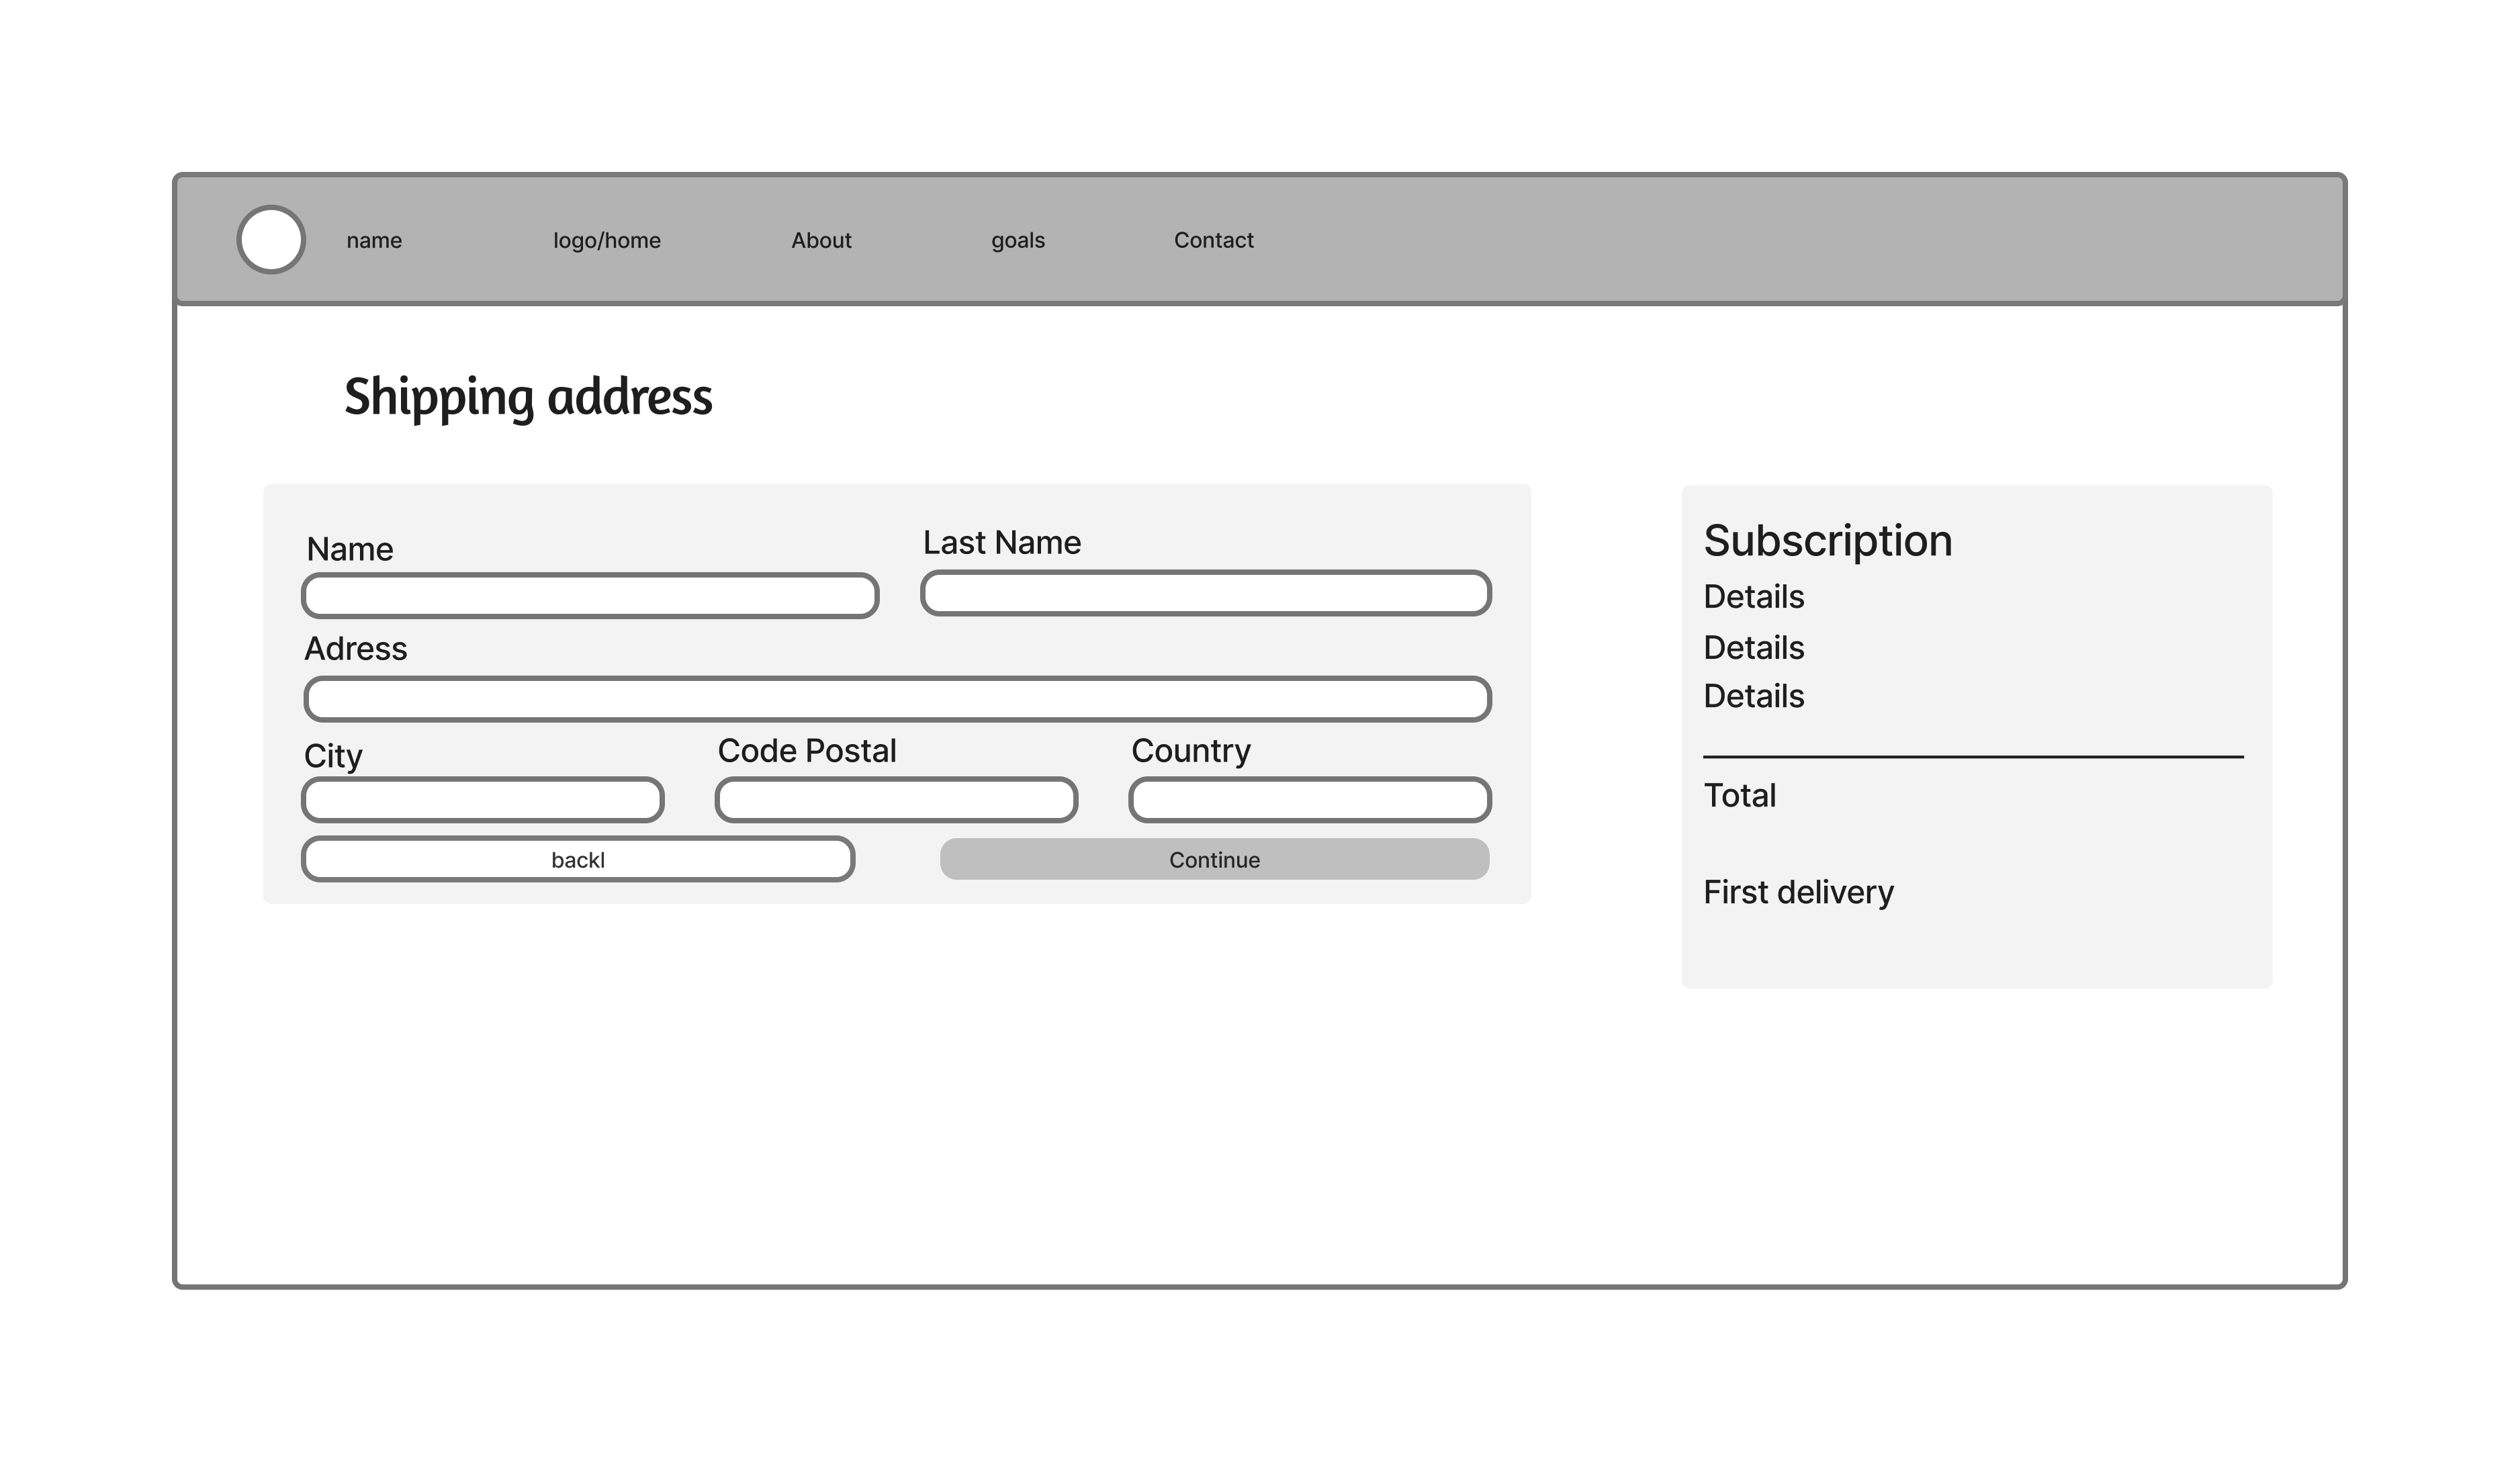 name logo/home About goals Contact
Shipping address
Name Last Name
Adress
City Code Postal Country
backl Continue
Subscription
Details
Details
Details
Total
First delivery